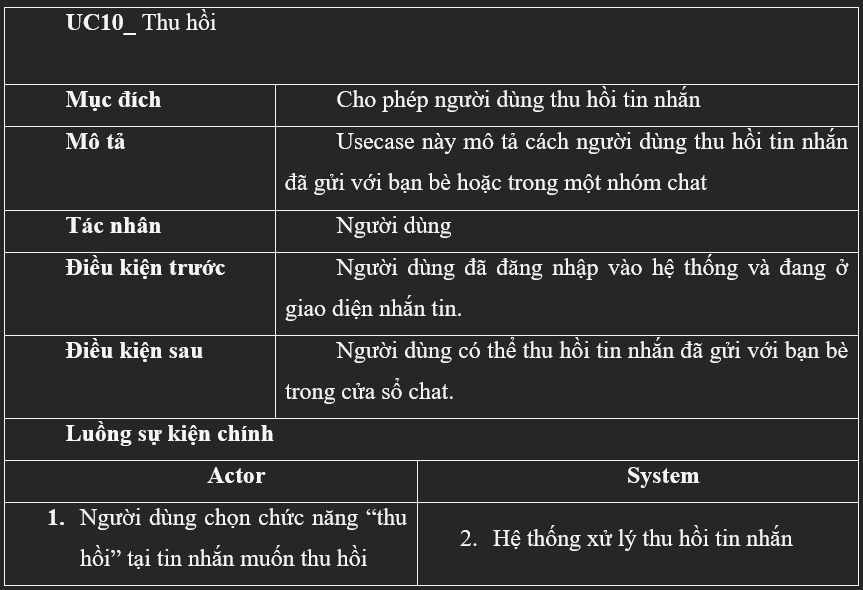 UC10_ Thu hồi
Mục đích
Cho phép người dùng thu hồi tin nhắn
Mô tả
Usecase này mô tả cách người dùng thu hồi tin nhắn
đã gửi với bạn bè hoặc trong một nhóm chat
Tác nhân
Người dùng
Điều kiện trước
Người dùng đã đăng nhập vào hệ thống và đang ở
giao diện nhắn tin.
Điều kiện sau
Người dùng có thể thu hồi tin nhắn đã gửi với bạn bè
trong cửa sổ chat.
Luồng sự kiện chính
Actor
System
1. Người dùng chọn chức năng “thu
hồi” tại tin nhắn muốn thu hồi
2. Hệ thống xử lý thu hồi tin nhắn